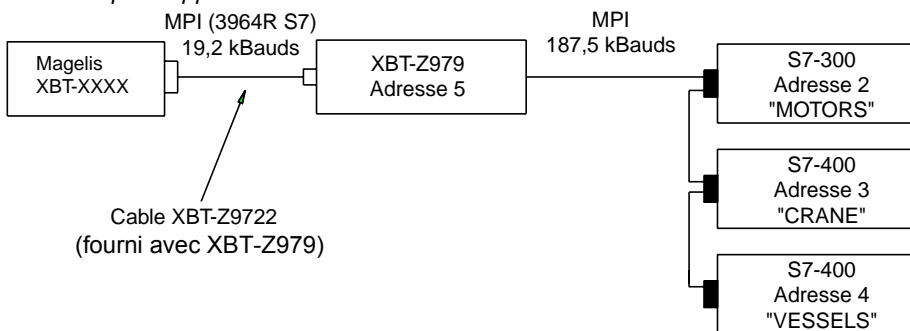 MPI (3964R S7)
19,2 kBauds
MPI
187,5 kBauds
Magelis
XBT-XXXX
XBT-Z979
Adresse 5
S7-300
Adresse 2
"MOTORS"
S7-400
Adresse 3
"CRANE"
Cable XBT-Z9722
(fourni avec XBT-Z979)
S7-400
Adresse 4
"VESSELS"